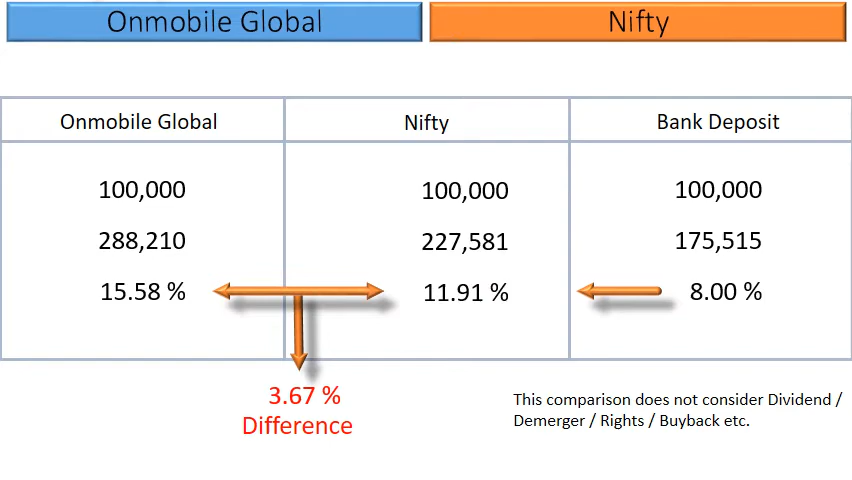 Onmobile Global Nifty
Onmobile Global Nifty Bank Deposit
100,000 100,000 100,000
288,210 227,581 175,515
15.58 % 11.91 % 8.00 %
3.67 %
Difference
This comparison does not consider Dividend /
Demerger / Rights / Buyback etc.